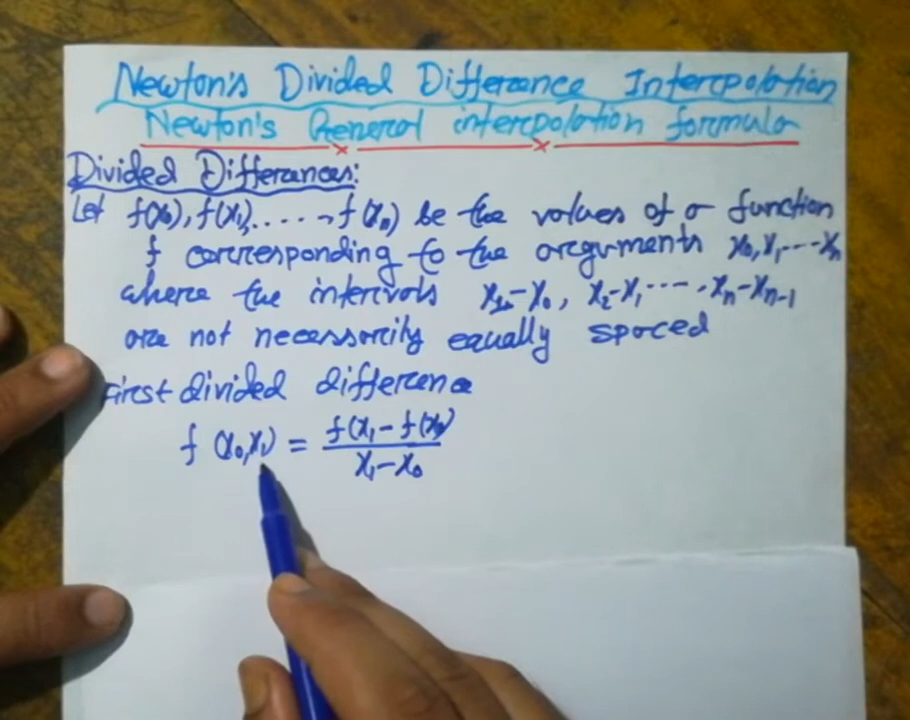 Newton's Divided Difference Interpolation
Newton's General interpolation formula
Divided Differences:
Let f(x₀), f(x₁), ....., f(xₙ) be the values of a function
f corresponding to the arguments x₀, x₁, ... xₙ
where the intervals x₁-x₀, x₂-x₁ ...., xₙ-xₙ₋₁
are not necessarily equally spaced
First divided difference
f (x₀,x₁) = f(x₁ - f(x₀) / x₁-x₀